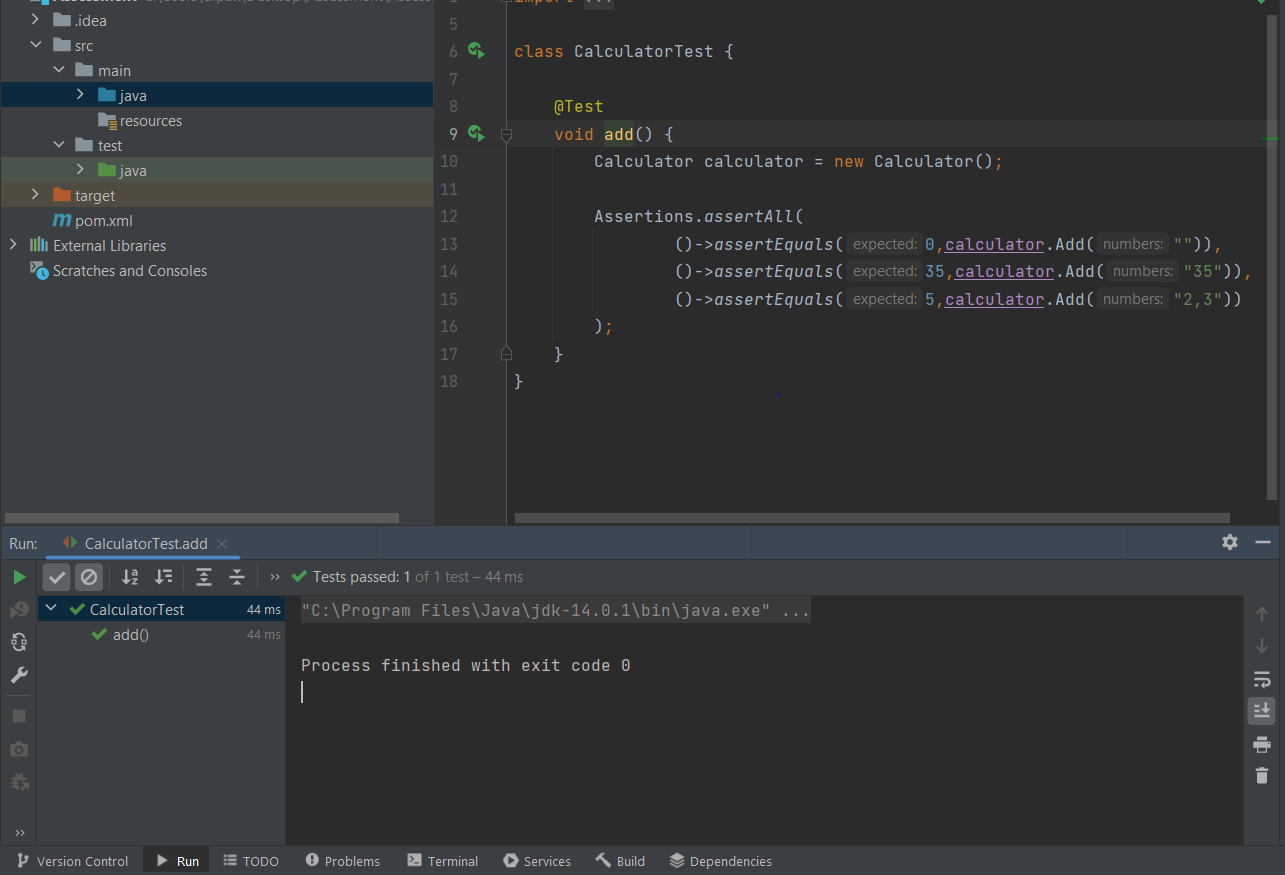 .idea
src
main
java
resources
test
java
target
pom.xml
External Libraries
Scratches and Consoles
import ...
5
6 class CalculatorTest {
7
8 @Test
9 void add() {
10 Calculator calculator = new Calculator();
11
12 Assertions.assertAll(
13 ()->assertEquals( expected: 0,calculator.Add( numbers: "")),
14 ()->assertEquals( expected: 35,calculator.Add( numbers: "35")),
15 ()->assertEquals( expected: 5,calculator.Add( numbers: "2,3"))
16 );
17 }
18 }
Run: CalculatorTest.add
Tests passed: 1 of 1 test – 44 ms
CalculatorTest 44 ms
add() 44 ms
"C:\Program Files\Java\jdk-14.0.1\bin\java.exe" ...
Process finished with exit code 0
Version Control Run TODO Problems Terminal Services Build Dependencies